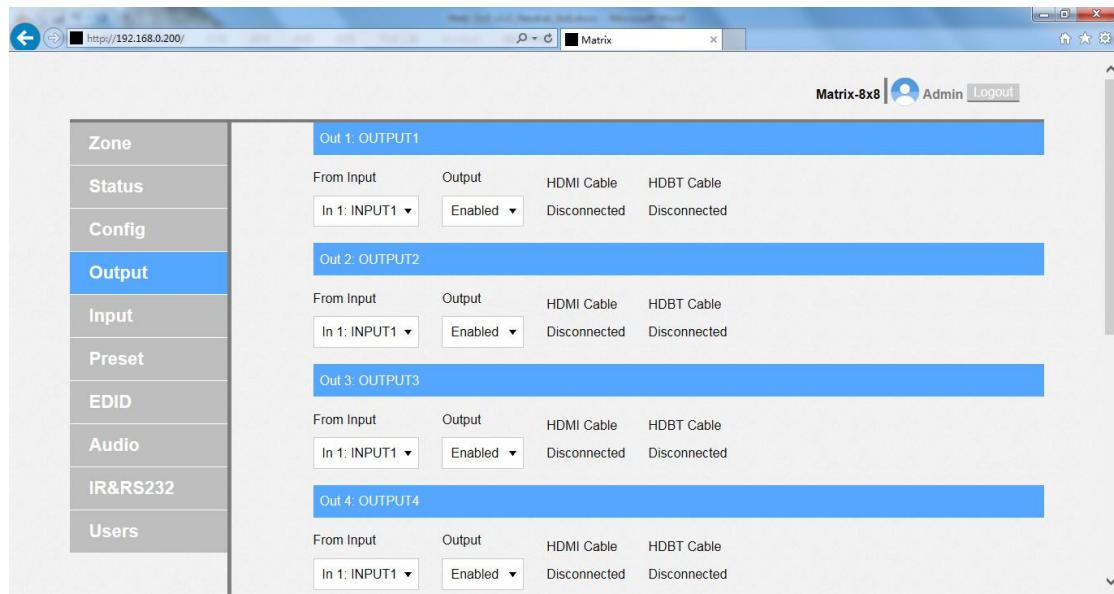 http://192.168.0.200/
Matrix
Matrix-8x8 Admin Logout
Zone
Status
Config
Output
Input
Preset
EDID
Audio
IR&RS232
Users
Out 1: OUTPUT1
From Input Output HDMI Cable HDBT Cable
In 1: INPUT1 Enabled Disconnected Disconnected
Out 2: OUTPUT2
From Input Output HDMI Cable HDBT Cable
In 1: INPUT1 Enabled Disconnected Disconnected
Out 3: OUTPUT3
From Input Output HDMI Cable HDBT Cable
In 1: INPUT1 Enabled Disconnected Disconnected
Out 4: OUTPUT4
From Input Output HDMI Cable HDBT Cable
In 1: INPUT1 Enabled Disconnected Disconnected